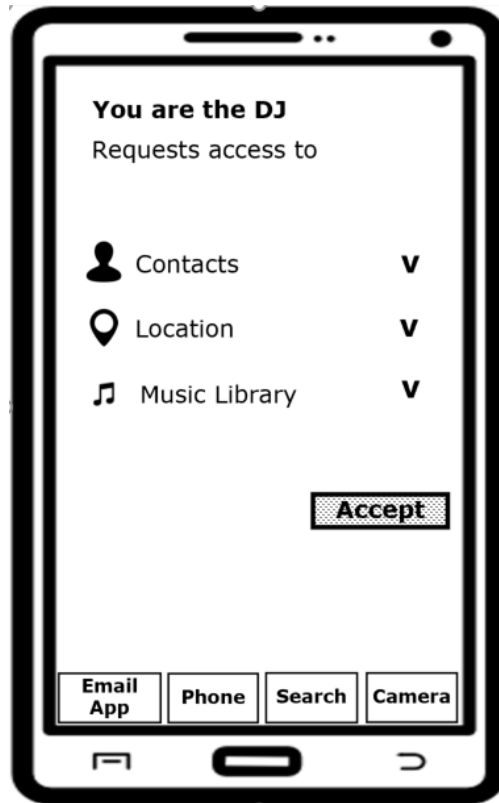 You are the DJ
Requests access to
Contacts v
Location v
Music Library v
Accept
Email App Phone Search Camera